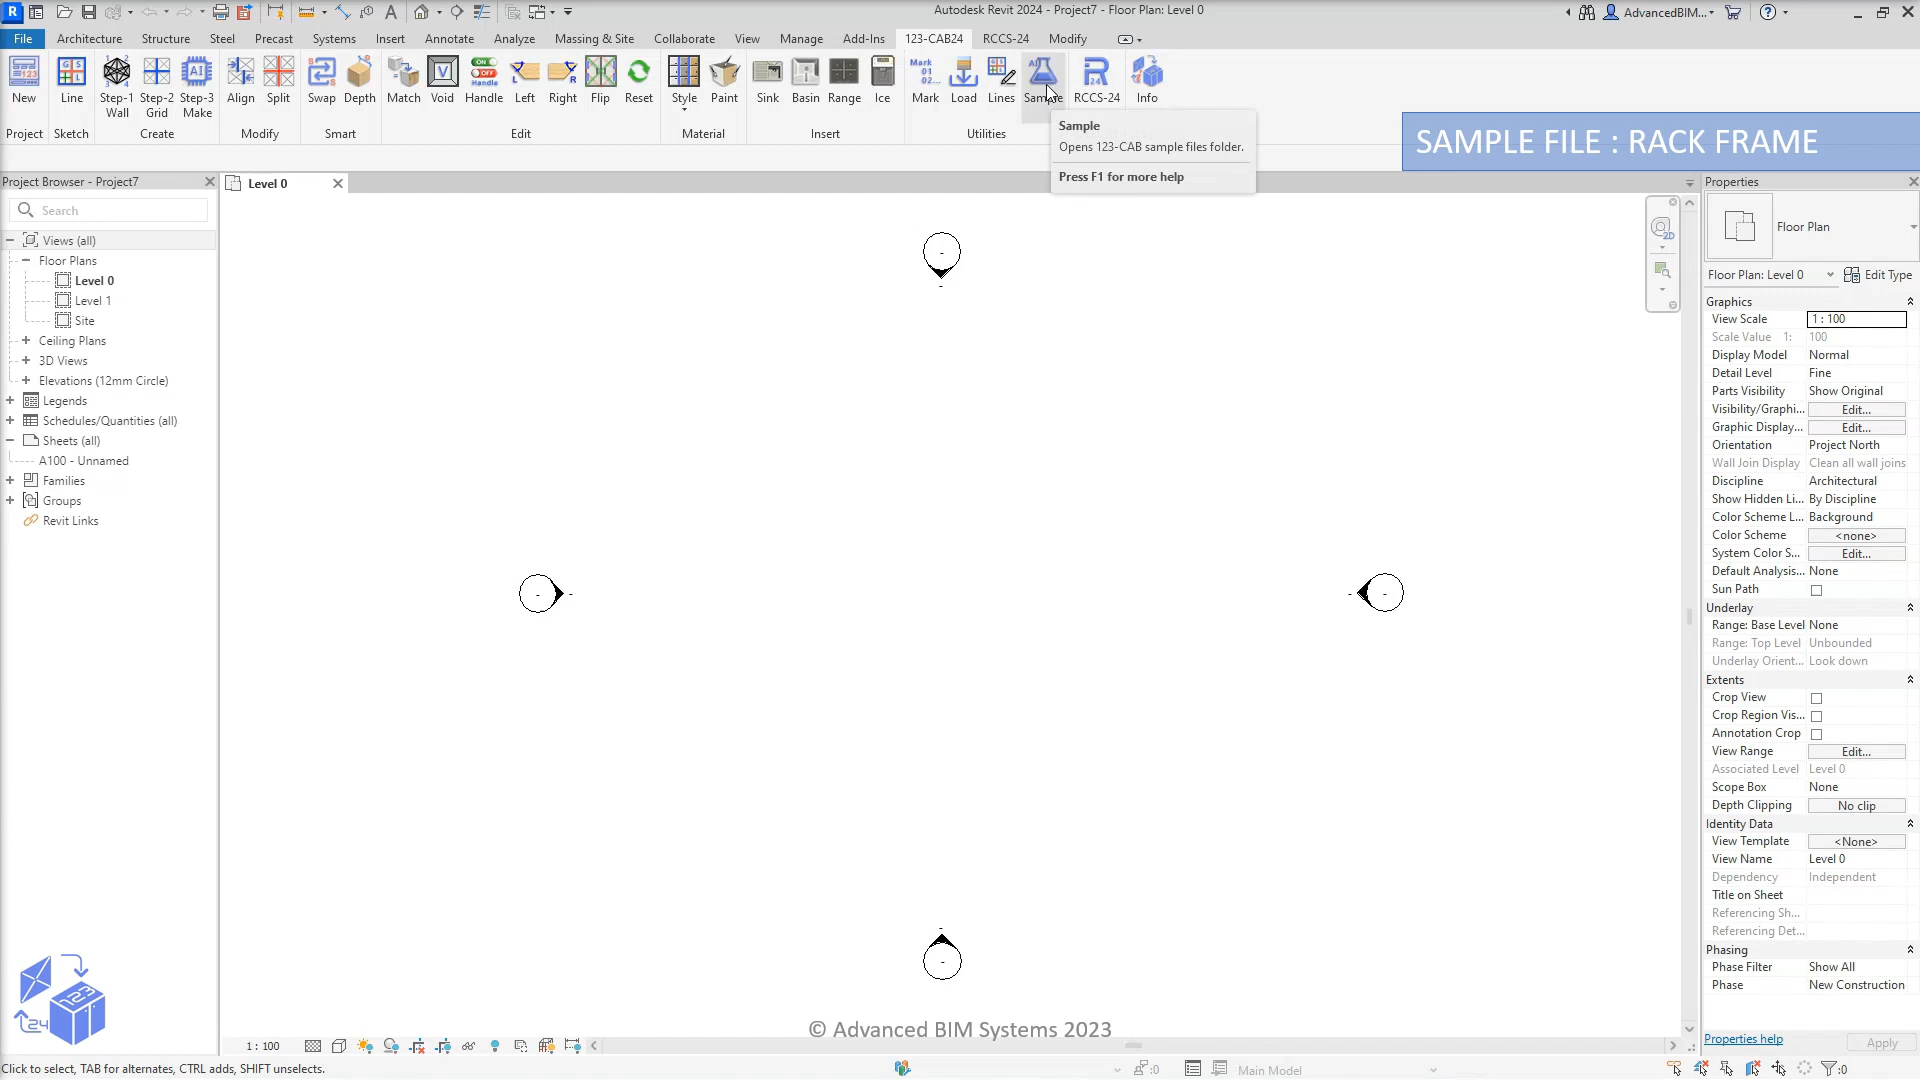 Autodesk Revit 2024 - Project7 - Floor Plan: Level 0
AdvancedBIM...
File Architecture Structure Steel Precast Systems Insert Annotate Analyze Massing & Site Collaborate View Manage Add-Ins 123-CAB24 RCCS-24 Modify
New Line Step-1 Wall Step-2 Grid Step-3 Make Align Split Swap Depth Match Void Handle Left Right Flip Reset Style Paint Sink Basin Range Ice Mark Load Lines Sample RCCS-24 Info
Project Sketch Create Modify Smart Edit Material Insert Utilities
Sample
Opens 123-CAB sample files folder.
Press F1 for more help
SAMPLE FILE : RACK FRAME
Project Browser - Project7
Search
Views (all)
Floor Plans
Level 0
Level 1
Site
Ceiling Plans
3D Views
Elevations (12mm Circle)
Legends
Schedules/Quantities (all)
Sheets (all)
A100 - Unnamed
Families
Groups
Revit Links
Level 0
2D
Properties
Floor Plan
Floor Plan: Level 0 Edit Type
Graphics
View Scale 1 : 100
Scale Value 1: 100
Display Model Normal
Detail Level Fine
Parts Visibility Show Original
Visibility/Graphi... Edit...
Graphic Display... Edit...
Orientation Project North
Wall Join Display Clean all wall joins
Discipline Architectural
Show Hidden Li... By Discipline
Color Scheme L... Background
Color Scheme <none>
System Color S... Edit...
Default Analysis... None
Sun Path
Underlay
Range: Base Level None
Range: Top Level Unbounded
Underlay Orient... Look down
Extents
Crop View
Crop Region Vis...
Annotation Crop
View Range Edit...
Associated Level Level 0
Scope Box None
Depth Clipping No clip
Identity Data
View Template <None>
View Name Level 0
Dependency Independent
Title on Sheet
Referencing Sh...
Referencing Det...
Phasing
Phase Filter Show All
Phase New Construction
Properties help Apply
© Advanced BIM Systems 2023
1 : 100
Click to select, TAB for alternates, CTRL adds, SHIFT unselects.
:0
Main Model
:0